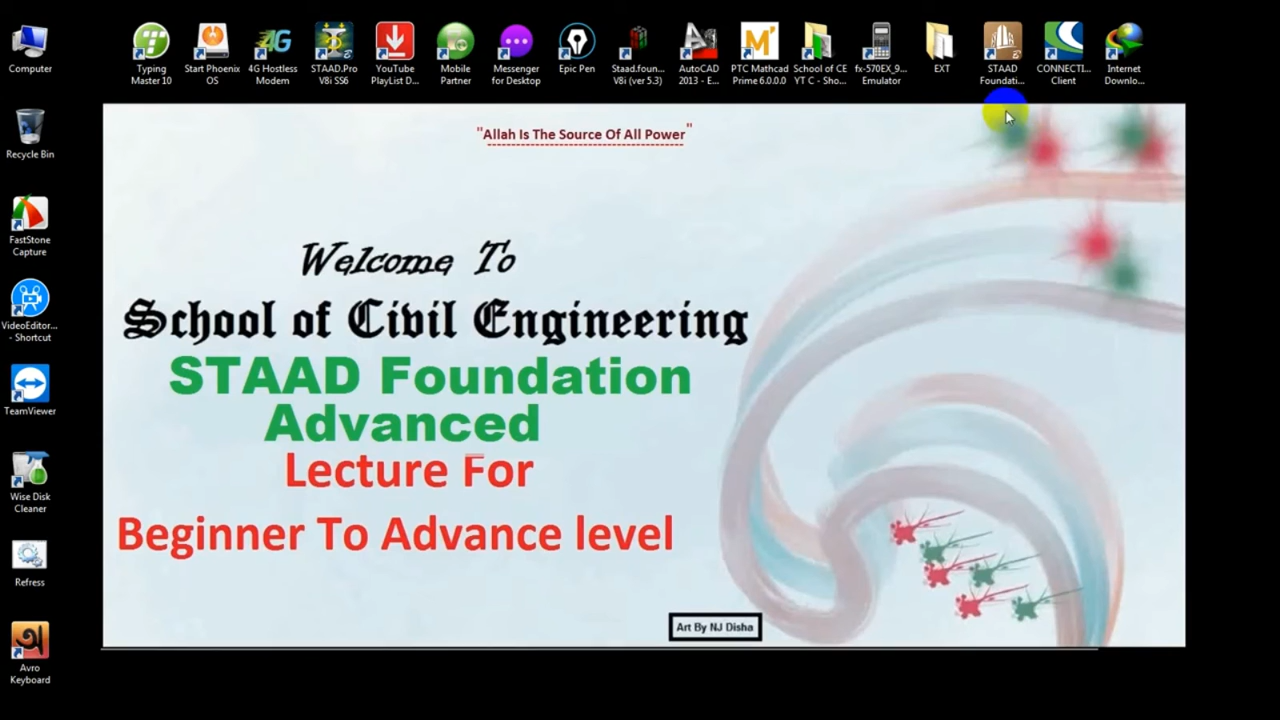 Computer
Typing
Master 10
Start Phoenix
OS
4G Hostless
Modem
STAAD.Pro
V8i SS6
YouTube
PlayList D...
Mobile
Partner
Messenger
for Desktop
Epic Pen
Staad.foun...
V8i (ver 5.3)
AutoCAD
2013 - E...
PTC Mathcad
Prime 6.0.0.0
School of CE
YT C - Sho...
fx-570EX_9...
Emulator
EXT
STAAD
Foundati...
CONNECTI...
Client
Internet
Downlo...
Recycle Bin
FastStone
Capture
VideoEditor...
- Shortcut
TeamViewer
Wise Disk
Cleaner
Refress
Avro
Keyboard
"Allah Is The Source Of All Power"
Welcome To
School of Civil Engineering
STAAD Foundation
Advanced
Lecture For
Beginner To Advance level
Art By NJ Disha